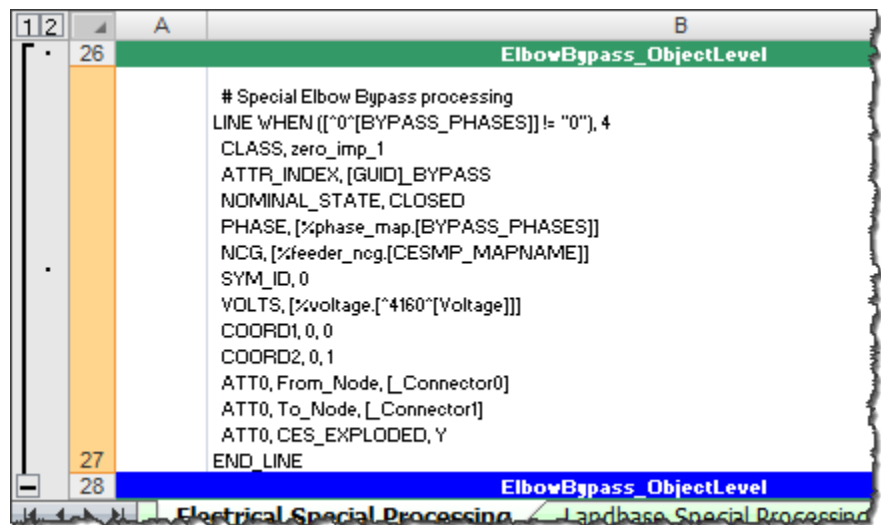 1 2 A B
26 ElbowBypass_ObjectLevel
# Special Elbow Bypass processing
LINE WHEN ([^0^[BYPASS_PHASES]] != "0"), 4
CLASS, zero_imp_1
ATTR_INDEX, [GUID]_BYPASS
NOMINAL_STATE, CLOSED
PHASE, [%phase_map.[BYPASS_PHASES]]
NCG, [%feeder_ncg.[CESMP_MAPNAME]]
SYM_ID, 0
VOLTS, [%voltage.[^4160^[Voltage]]]
COORD1, 0, 0
COORD2, 0, 1
ATT0, From_Node, [_Connector0]
ATT0, To_Node, [_Connector1]
ATT0, CES_EXPLODED, Y
27 END_LINE
28 ElbowBypass_ObjectLevel
Electrical Special Processing Landbase Special Processing